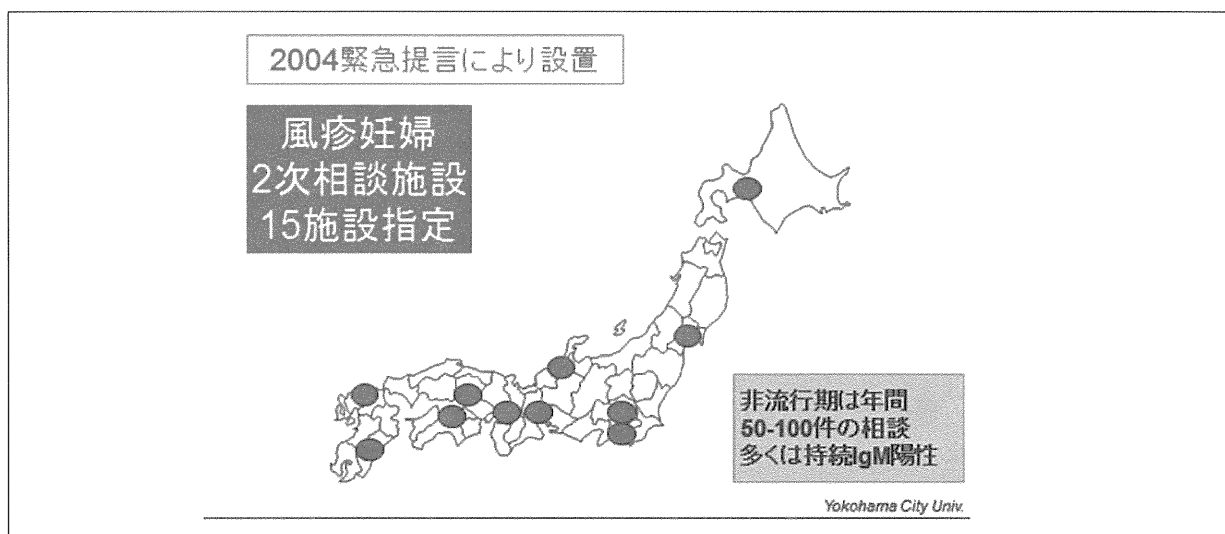 2004緊急提言により設置
風疹妊婦
2次相談施設
15施設指定
非流行期は年間
50-100件の相談
多くは持続IgM陽性
Yokohama City Univ.